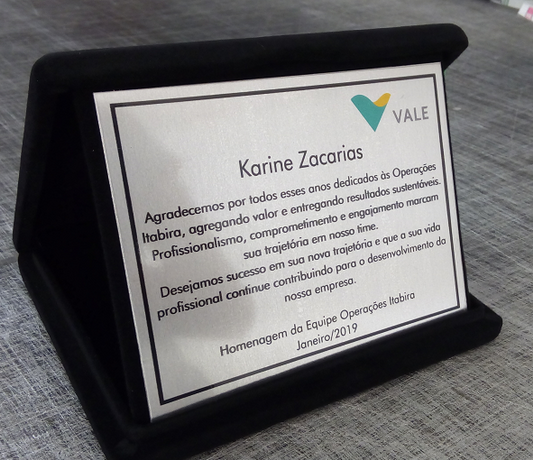 VALE
Karine Zacarias
Agradecemos por todos esses anos dedicados às Operações
Itabira, agregando valor e entregando resultados sustentáveis.
Profissionalismo, comprometimento e engajamento marcam
sua trajetória em nosso time.
Desejamos sucesso em sua nova trajetória e que a sua vida
profissional continue contribuindo para o desenvolvimento da
nossa empresa.
Homenagem da Equipe Operações Itabira
Janeiro/2019